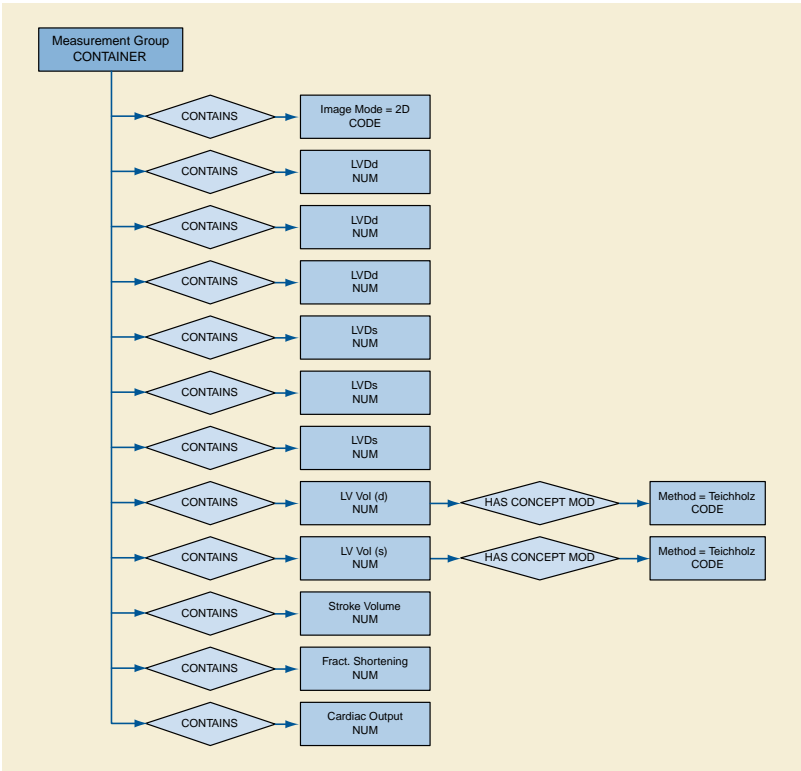 Measurement Group
CONTAINER
CONTAINS
Image Mode = 2D
CODE
CONTAINS
LVDd
NUM
CONTAINS
LVDd
NUM
CONTAINS
LVDd
NUM
CONTAINS
LVDs
NUM
CONTAINS
LVDs
NUM
CONTAINS
LVDs
NUM
CONTAINS
LV Vol (d)
NUM
HAS CONCEPT MOD
Method = Teichholz
CODE
CONTAINS
LV Vol (s)
NUM
HAS CONCEPT MOD
Method = Teichholz
CODE
CONTAINS
Stroke Volume
NUM
CONTAINS
Fract. Shortening
NUM
CONTAINS
Cardiac Output
NUM